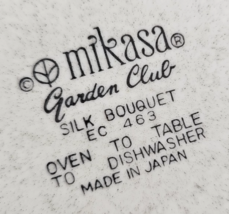 © mikasa®
Garden Club
SILK BOUQUET
EC 463
OVEN TO TABLE
TO DISHWASHER
MADE IN JAPAN